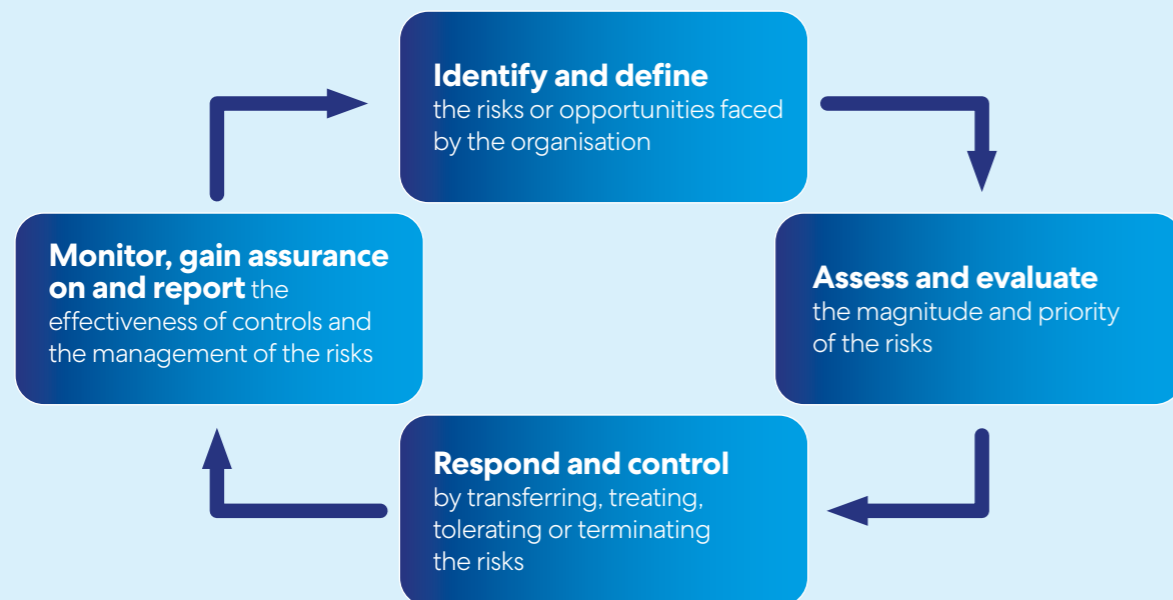 Identify and define
the risks or opportunities faced
by the organisation
Assess and evaluate
the magnitude and priority
of the risks
Respond and control
by transferring, treating,
tolerating or terminating
the risks
Monitor, gain assurance
on and report the
effectiveness of controls and
the management of the risks